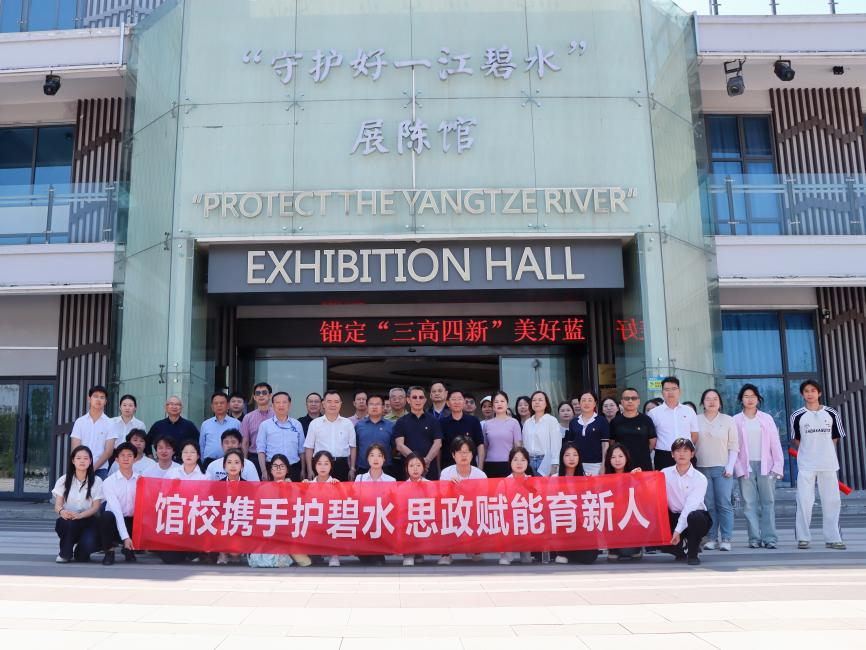 “守护好一江碧水”
展陈馆
"PROTECT THE YANGTZE RIVER"
EXHIBITION HALL
锚定“三高四新”美好蓝
馆校携手护碧水 思政赋能育新人